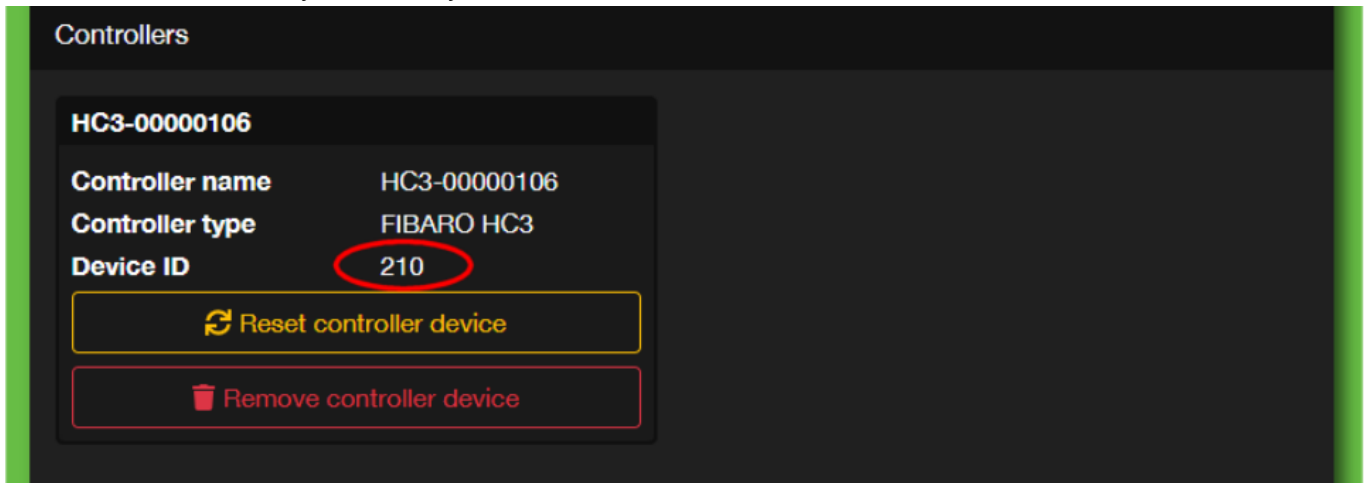 Controllers
HC3-00000106
Controller name HC3-00000106
Controller type FIBARO HC3
Device ID 210
Reset controller device
Remove controller device